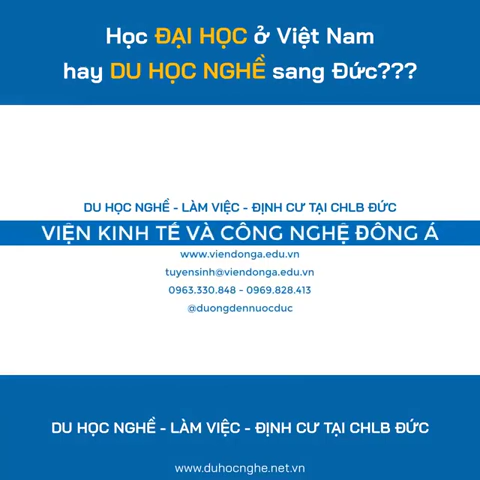 Học ĐẠI HỌC ở Việt Nam
hay DU HỌC NGHỀ sang Đức???
DU HỌC NGHỀ - LÀM VIỆC - ĐỊNH CƯ TẠI CHLB ĐỨC
VIỆN KINH TẾ VÀ CÔNG NGHỆ ĐÔNG Á
www.viendonga.edu.vn
tuyensinh@viendonga.edu.vn
0963.330.848 - 0969.828.413
@duongdennuocduc
DU HỌC NGHỀ - LÀM VIỆC - ĐỊNH CƯ TẠI CHLB ĐỨC
www.duhocnghe.net.vn